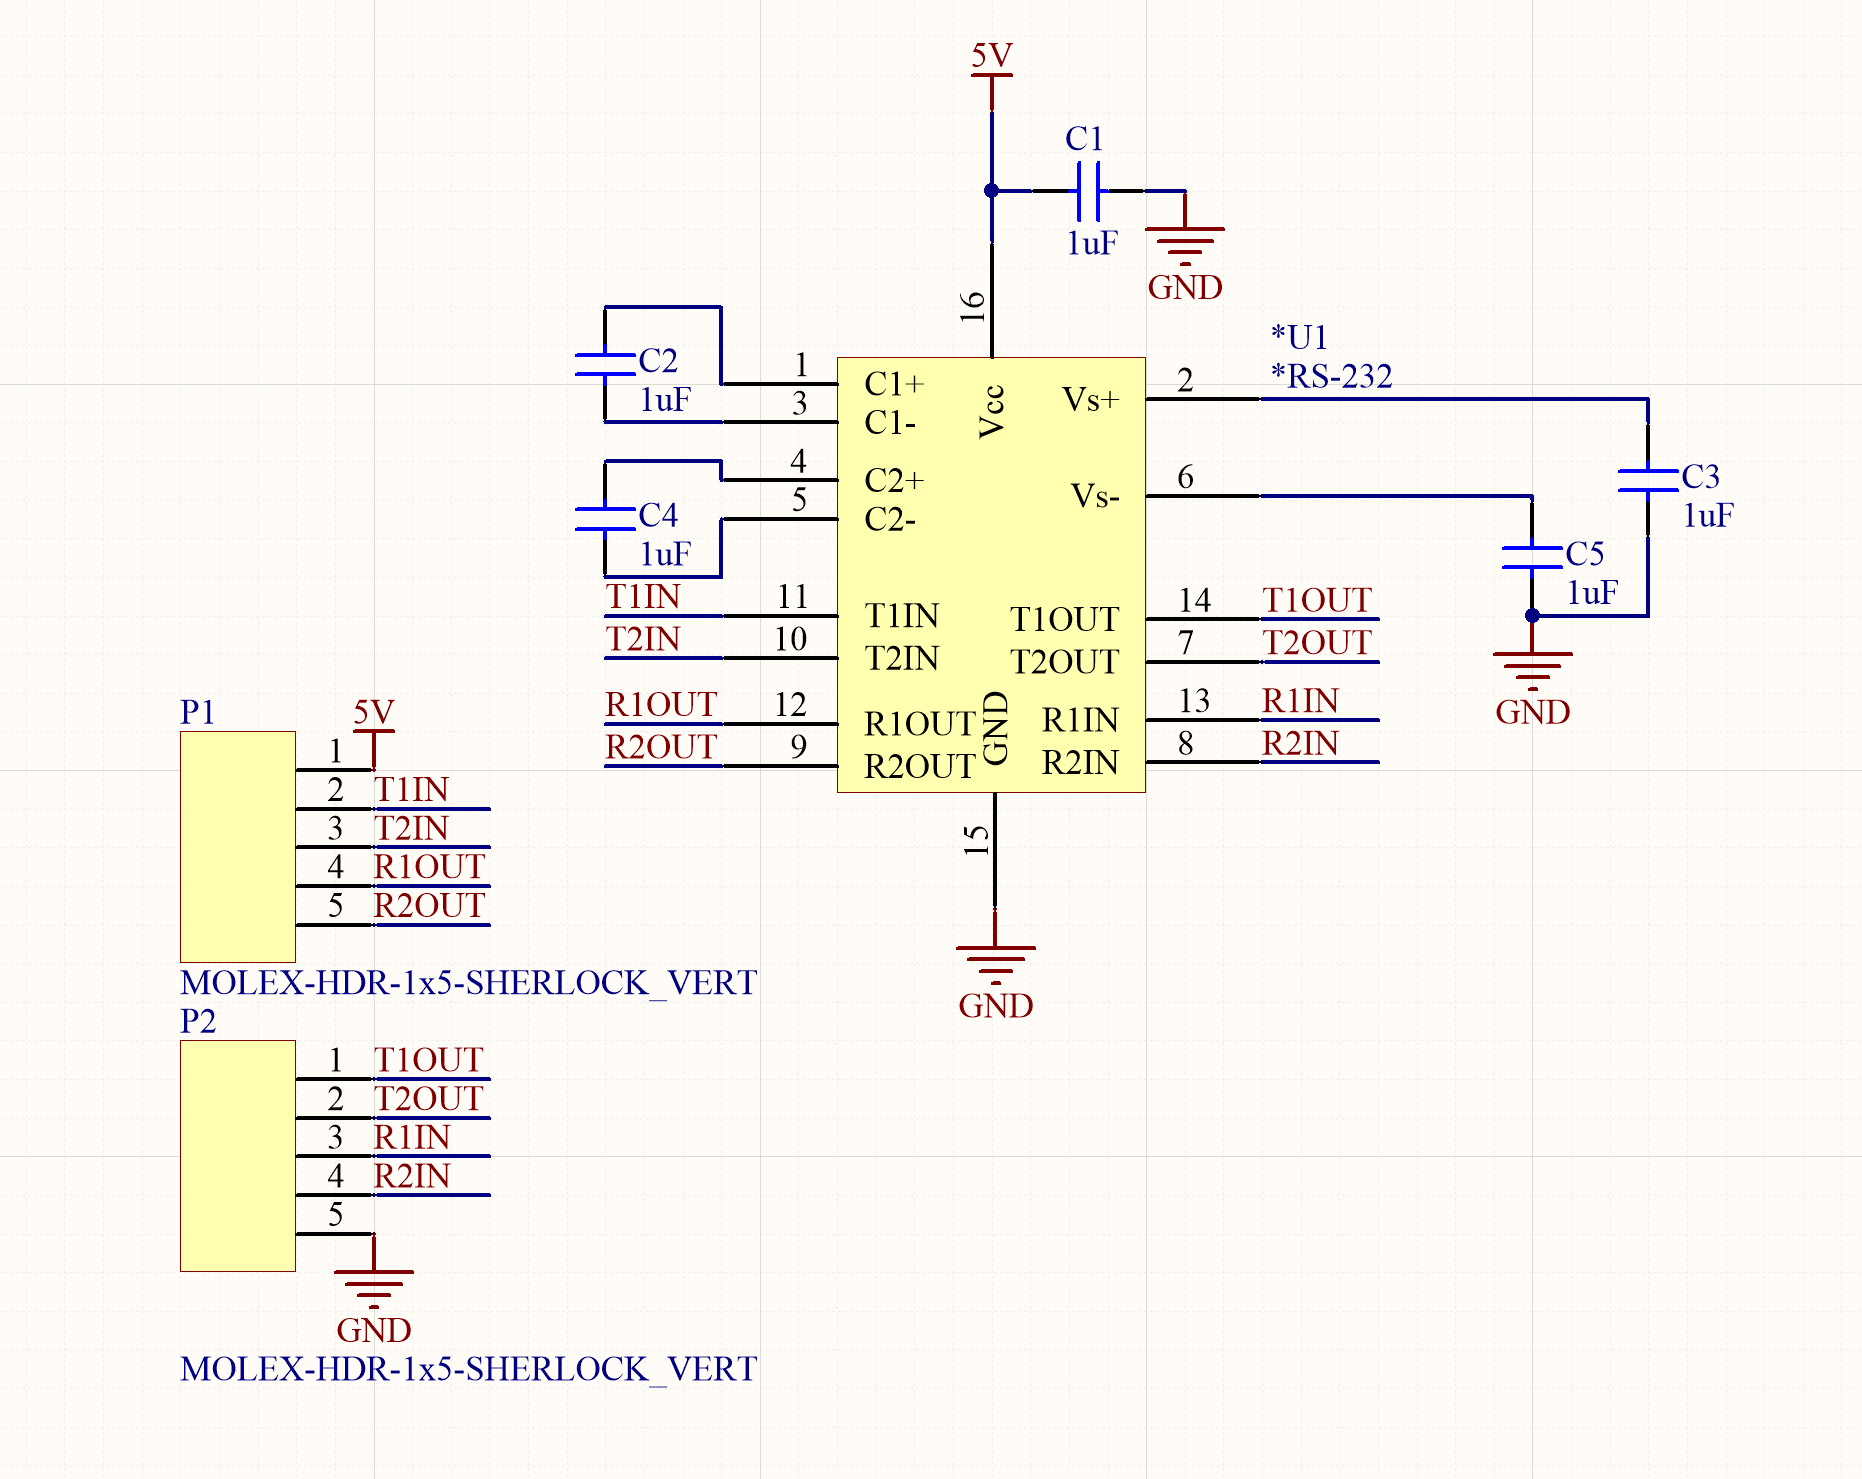 5V
C1
1uF
GND
16
*U1
*RS-232
C2
1uF
1
3
C1+
C1-
Vcc
Vs+
2
C4
1uF
4
5
C2+
C2-
Vs-
6
C3
1uF
C5
1uF
GND
T1IN 11 T1IN
T2IN 10 T2IN
R1OUT 12 R1OUT
R2OUT 9 R2OUT
GND
T1OUT 14 T1OUT
T2OUT 7 T2OUT
R1IN 13 R1IN
R2IN 8 R2IN
15
GND
P1
5V
1
2 T1IN
3 T2IN
4 R1OUT
5 R2OUT
MOLEX-HDR-1x5-SHERLOCK_VERT
P2
1 T1OUT
2 T2OUT
3 R1IN
4 R2IN
5
GND
MOLEX-HDR-1x5-SHERLOCK_VERT